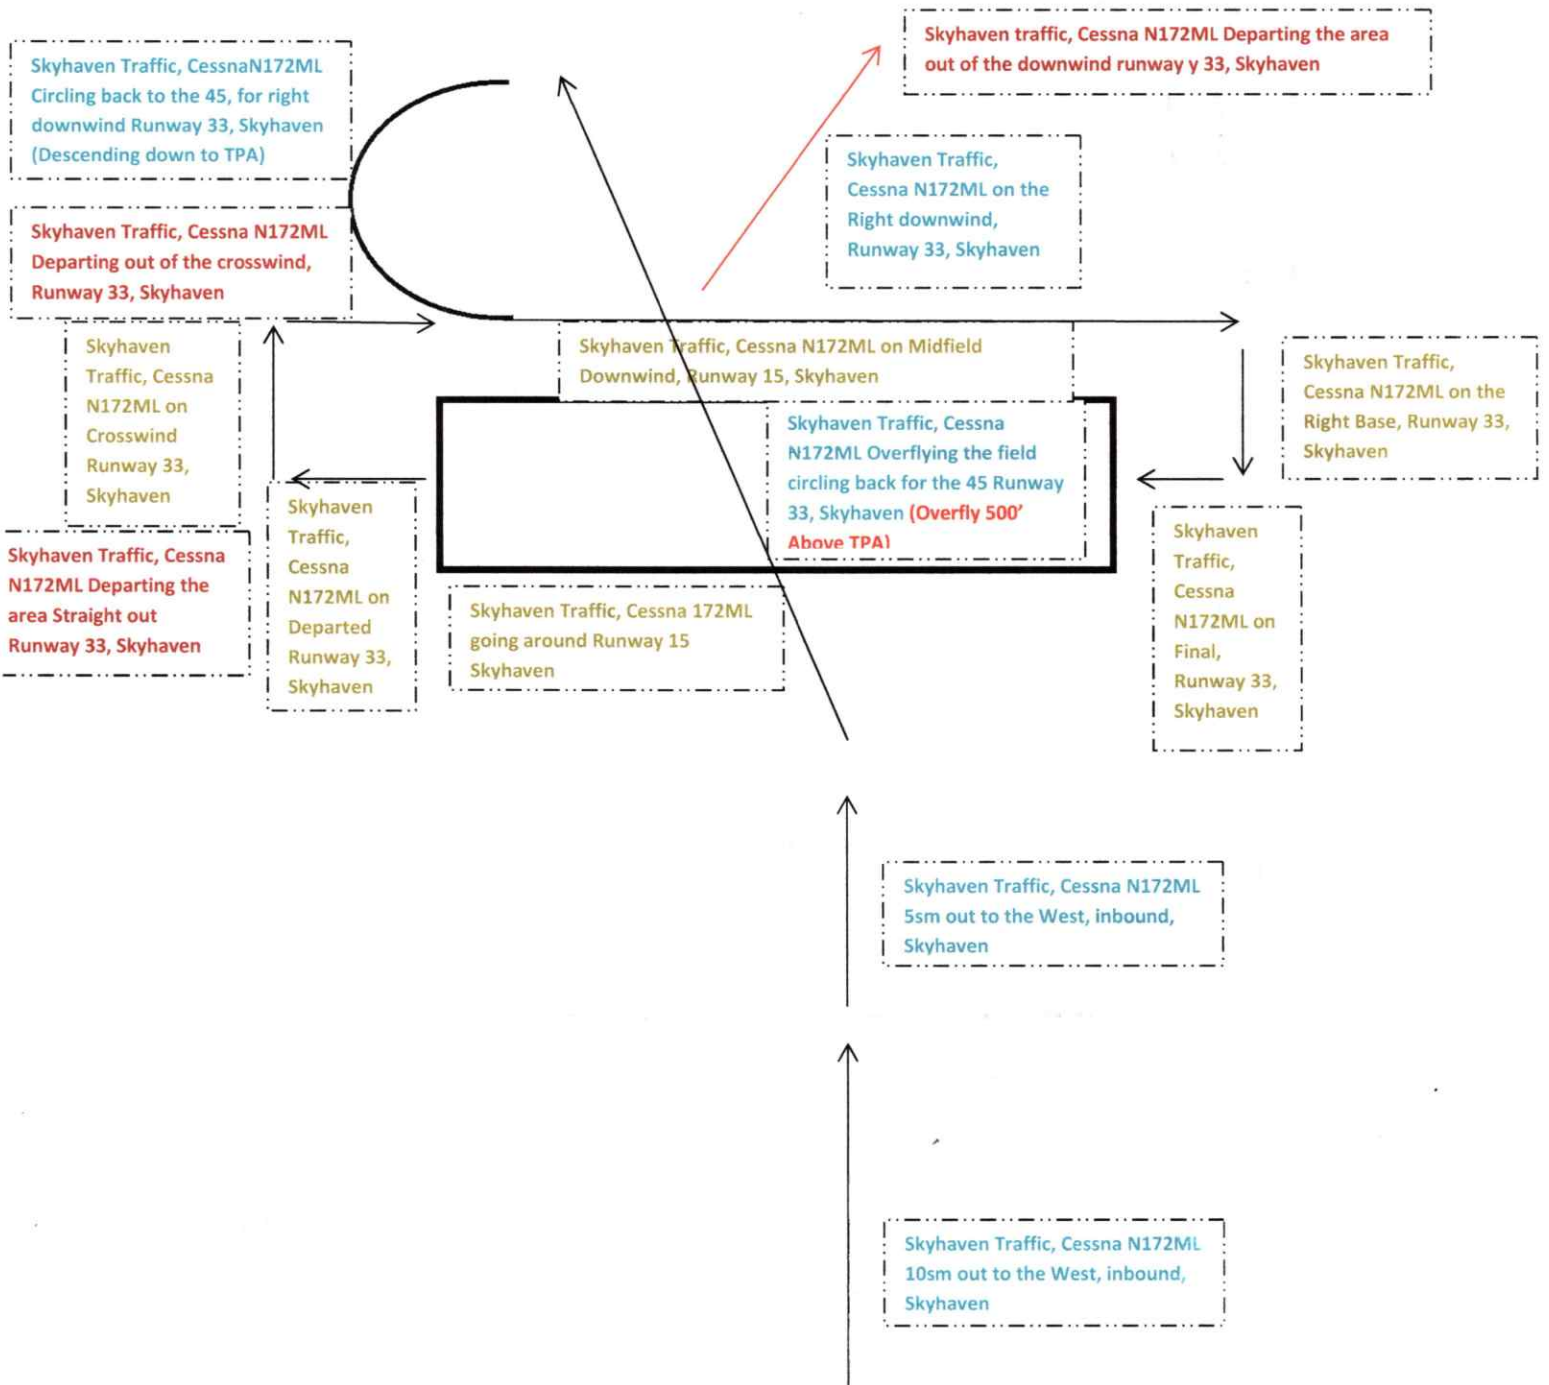 Skyhaven traffic, Cessna N172ML Departing the area
out of the downwind runway y 33, Skyhaven
Skyhaven Traffic, CessnaN172ML
Circling back to the 45, for right
downwind Runway 33, Skyhaven
(Descending down to TPA)
Skyhaven Traffic,
Cessna N172ML on the
Right downwind,
Runway 33, Skyhaven
Skyhaven Traffic, Cessna N172ML
Departing out of the crosswind,
Runway 33, Skyhaven
Skyhaven
Traffic, Cessna
N172ML on
Crosswind
Runway 33,
Skyhaven
Skyhaven Traffic, Cessna N172ML on Midfield
Downwind, Runway 15, Skyhaven
Skyhaven Traffic,
Cessna N172ML on the
Right Base, Runway 33,
Skyhaven
Skyhaven Traffic, Cessna
N172ML Overflying the field
circling back for the 45 Runway
33, Skyhaven (Overfly 500’
Above TPA)
Skyhaven Traffic, Cessna
N172ML Departing the
area Straight out
Runway 33, Skyhaven
Skyhaven
Traffic,
Cessna
N172ML on
Departed
Runway 33,
Skyhaven
Skyhaven Traffic, Cessna 172ML
going around Runway 15
Skyhaven
Skyhaven
Traffic,
Cessna
N172ML on
Final,
Runway 33,
Skyhaven
Skyhaven Traffic, Cessna N172ML
5sm out to the West, inbound,
Skyhaven
Skyhaven Traffic, Cessna N172ML
10sm out to the West, inbound,
Skyhaven